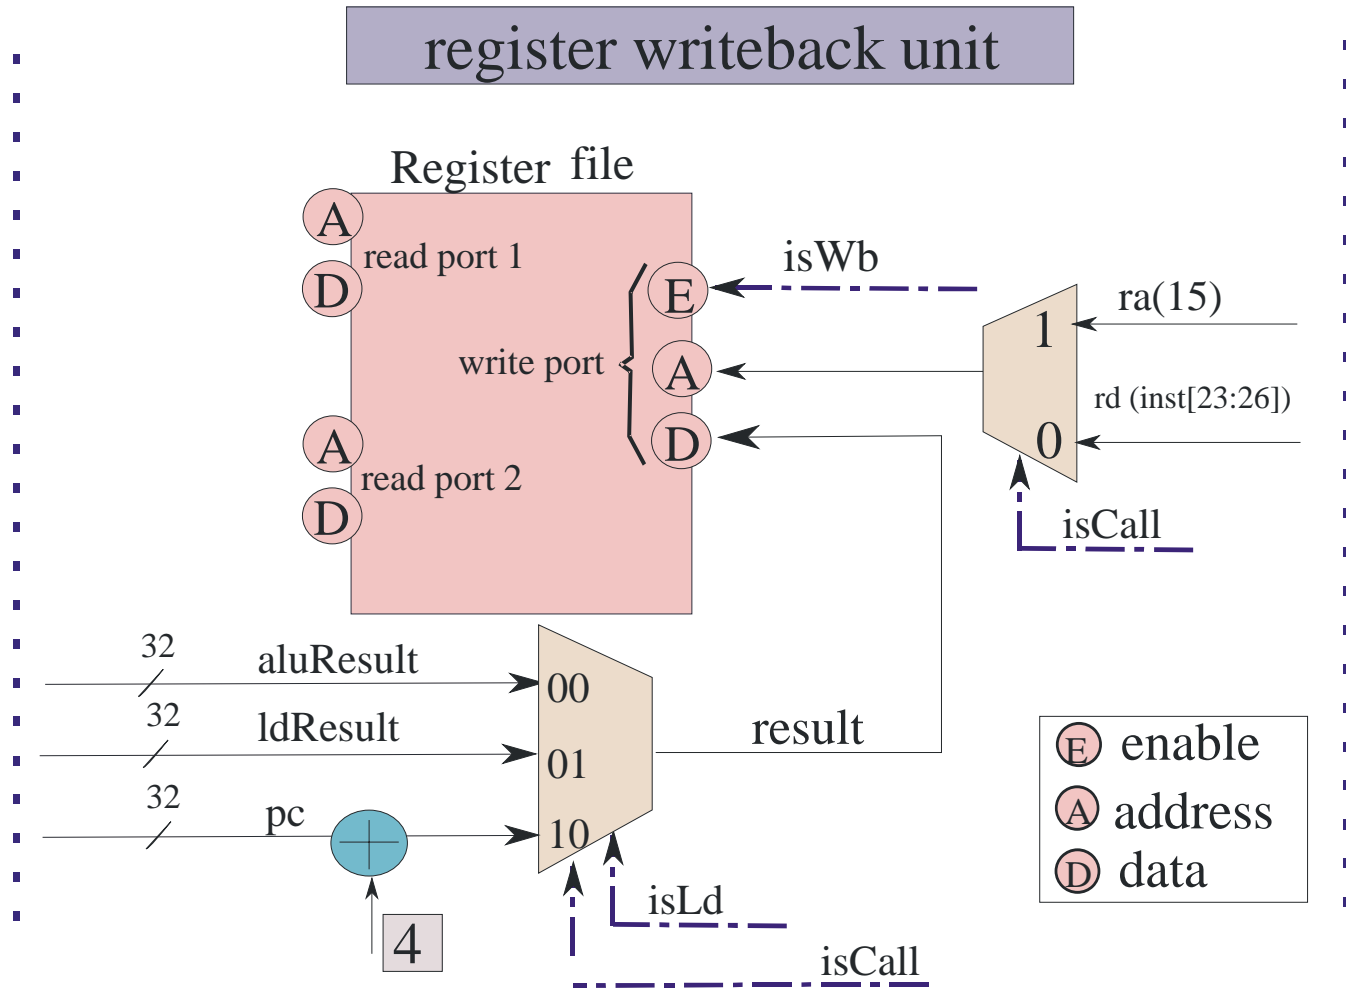 register writeback unit
Register file
A
read port 1
D
isWb
E
ra(15)
1
write port
A
rd (inst[23:26])
0
D
A
read port 2
D
isCall
32
aluResult
00
32
ldResult
01
result
32
pc
10
4
isLd
isCall
E enable
A address
D data